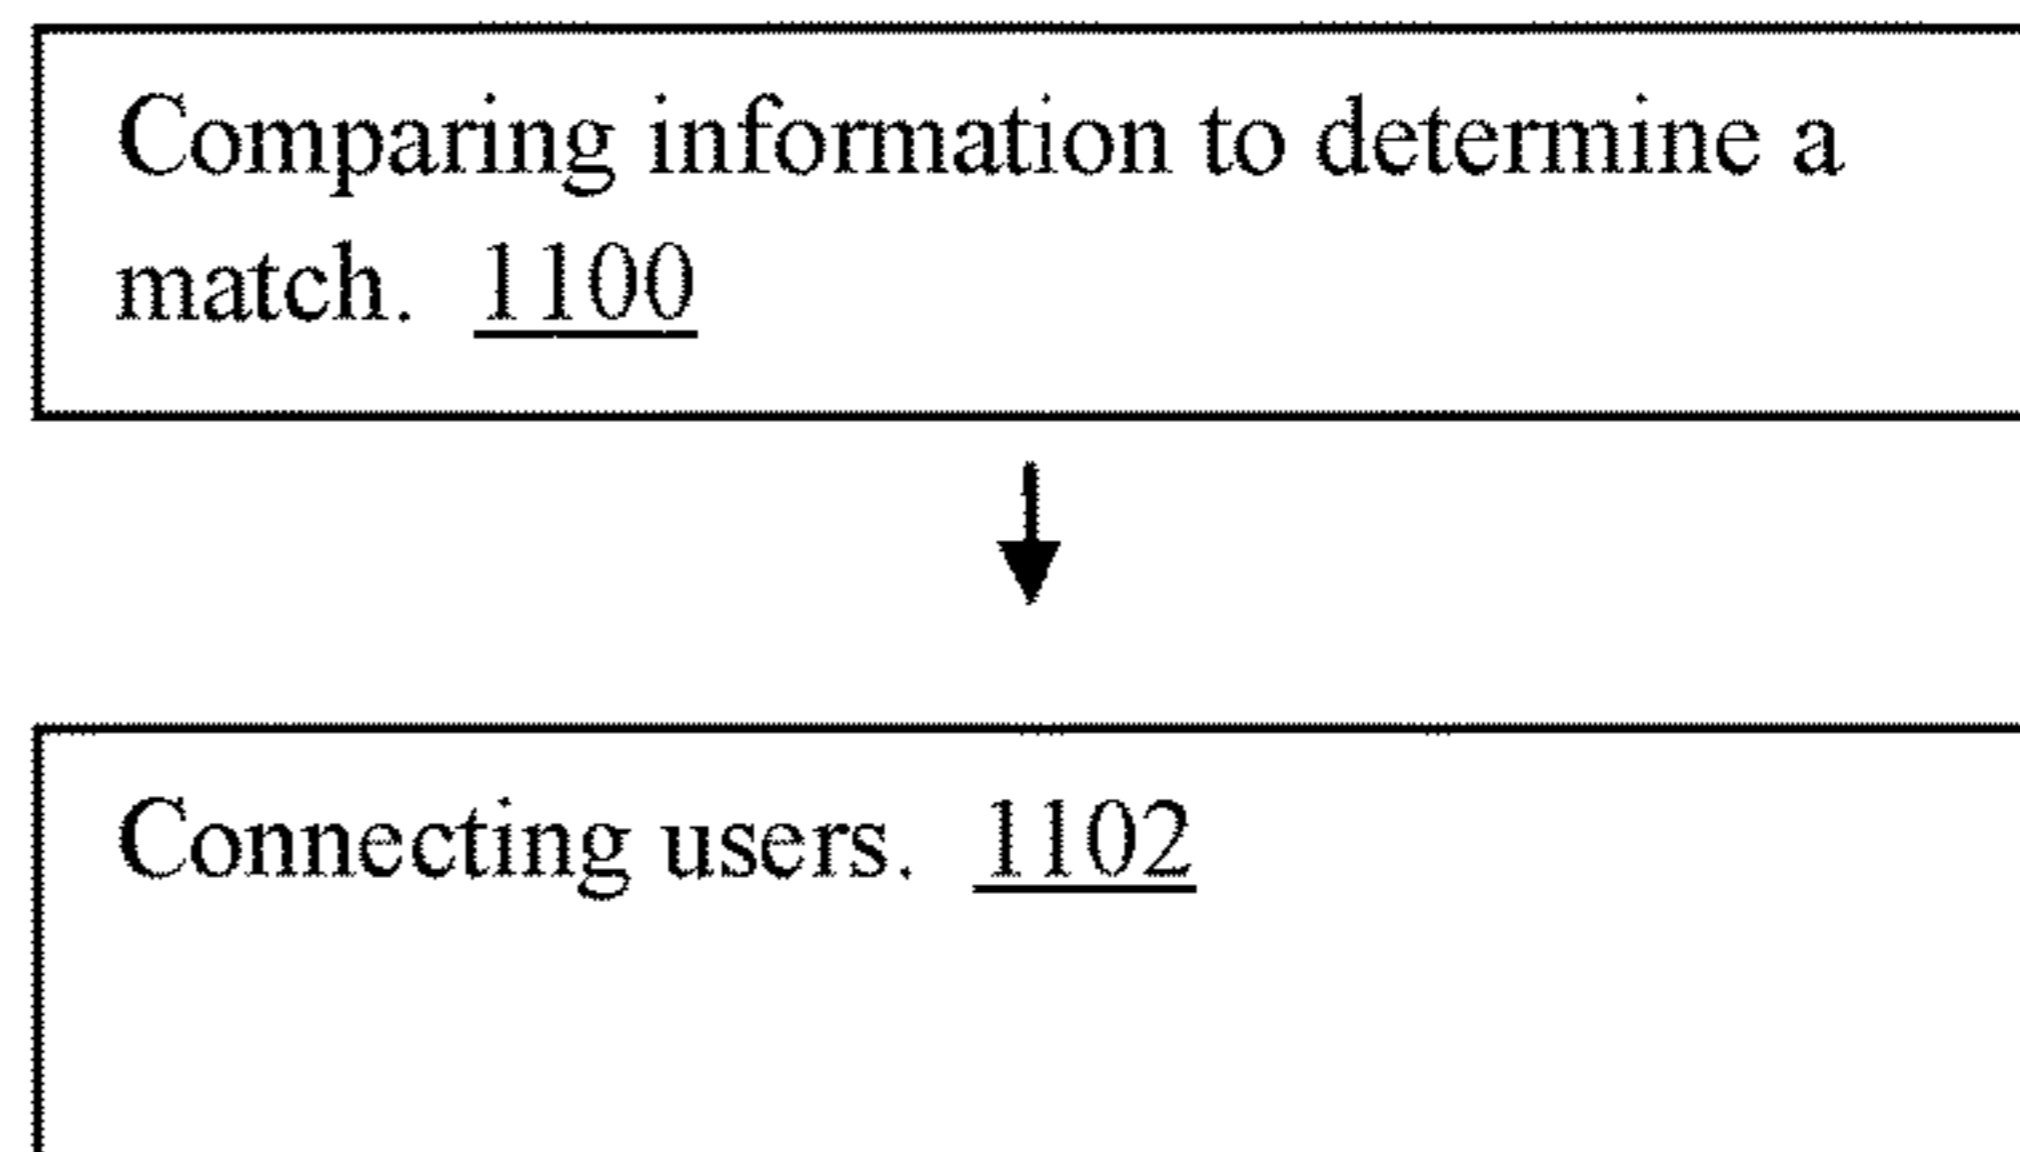 Comparing information to determine a
match. 1100
Connecting users. 1102